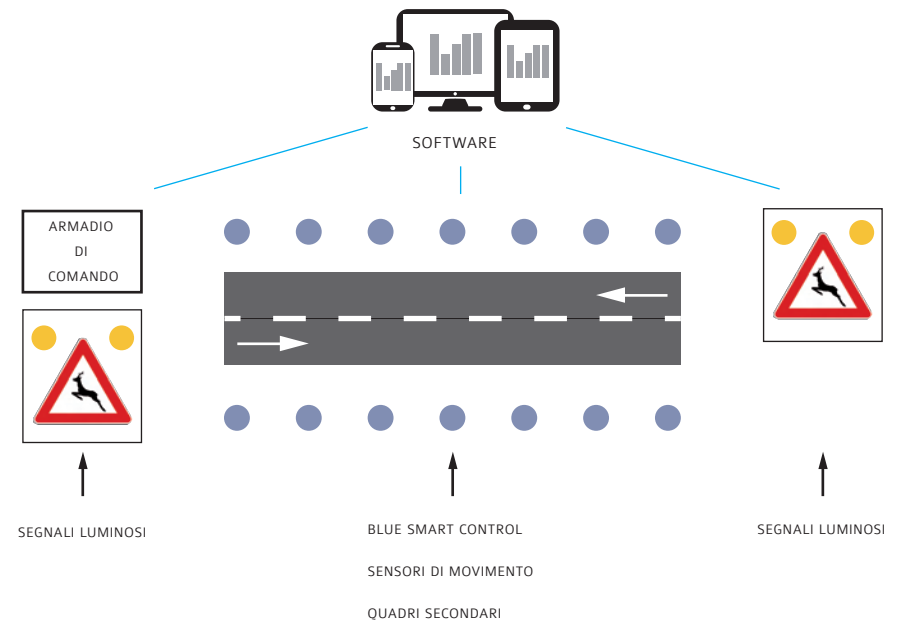 SOFTWARE
ARMADIO
DI
COMANDO
SEGNALI LUMINOSI
BLUE SMART CONTROL
SENSORI DI MOVIMENTO
QUADRI SECONDARI
SEGNALI LUMINOSI